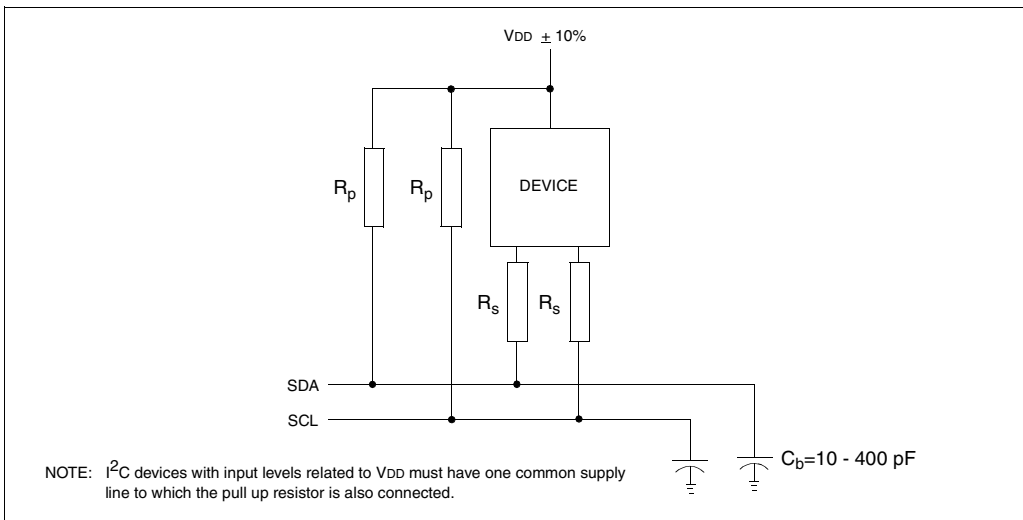 VDD ± 10%
Rp
Rp
DEVICE
Rs
Rs
SDA
SCL
Cb=10 - 400 pF
NOTE: I2C devices with input levels related to VDD must have one common supply
line to which the pull up resistor is also connected.